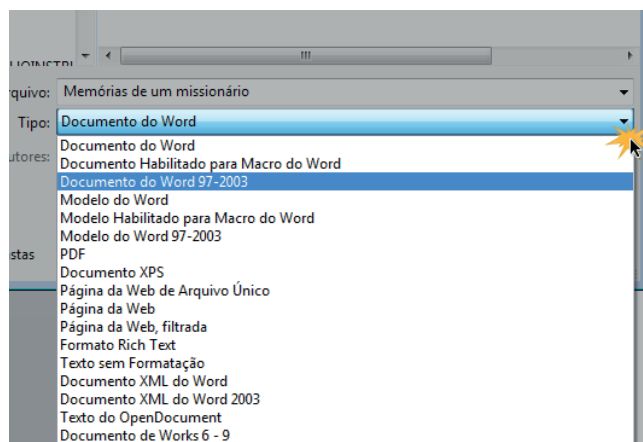 rquivo: Memórias de um missionário
Tipo: Documento do Word
utores:
Documento do Word
Documento Habilitado para Macro do Word
Documento do Word 97-2003
Modelo do Word
Modelo Habilitado para Macro do Word
Modelo do Word 97-2003
stas
PDF
Documento XPS
Página da Web de Arquivo Único
Página da Web
Página da Web, filtrada
Formato Rich Text
Texto sem Formatação
Documento XML do Word
Documento XML do Word 2003
Texto do OpenDocument
Documento de Works 6 - 9